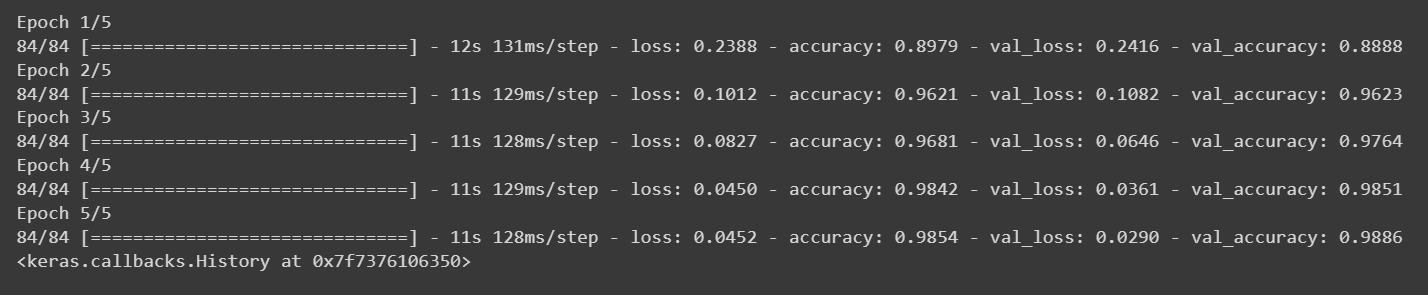 Epoch 1/5
84/84 [==============================] - 12s 131ms/step - loss: 0.2388 - accuracy: 0.8979 - val_loss: 0.2416 - val_accuracy: 0.8888
Epoch 2/5
84/84 [==============================] - 11s 129ms/step - loss: 0.1012 - accuracy: 0.9621 - val_loss: 0.1082 - val_accuracy: 0.9623
Epoch 3/5
84/84 [==============================] - 11s 128ms/step - loss: 0.0827 - accuracy: 0.9681 - val_loss: 0.0646 - val_accuracy: 0.9764
Epoch 4/5
84/84 [==============================] - 11s 129ms/step - loss: 0.0450 - accuracy: 0.9842 - val_loss: 0.0361 - val_accuracy: 0.9851
Epoch 5/5
84/84 [==============================] - 11s 128ms/step - loss: 0.0452 - accuracy: 0.9854 - val_loss: 0.0290 - val_accuracy: 0.9886
<keras.callbacks.History at 0x7f7376106350>